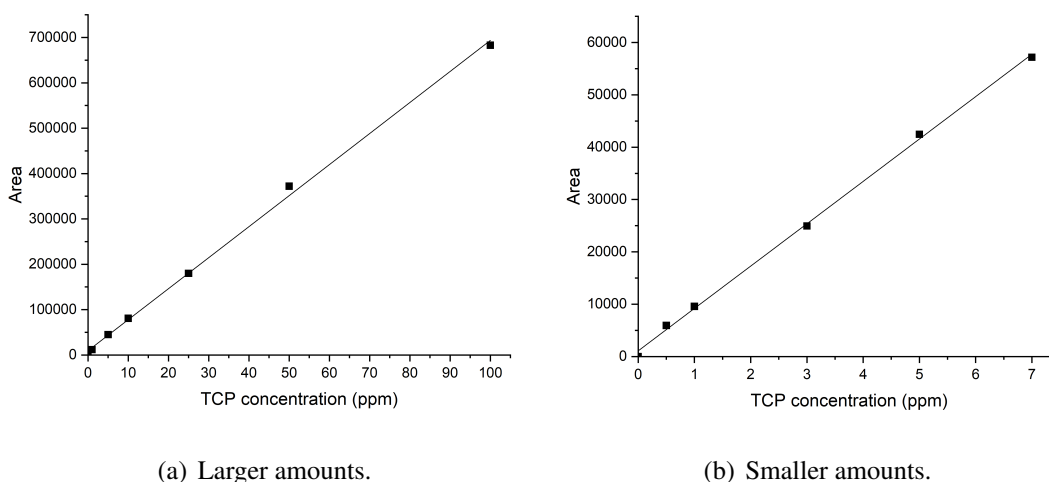 700000
600000
500000
400000
300000
200000
100000
0
Area
0 10 20 30 40 50 60 70 80 90 100
TCP concentration (ppm)
(a) Larger amounts.
60000
50000
40000
30000
20000
10000
0
Area
0 1 2 3 4 5 6 7
TCP concentration (ppm)
(b) Smaller amounts.